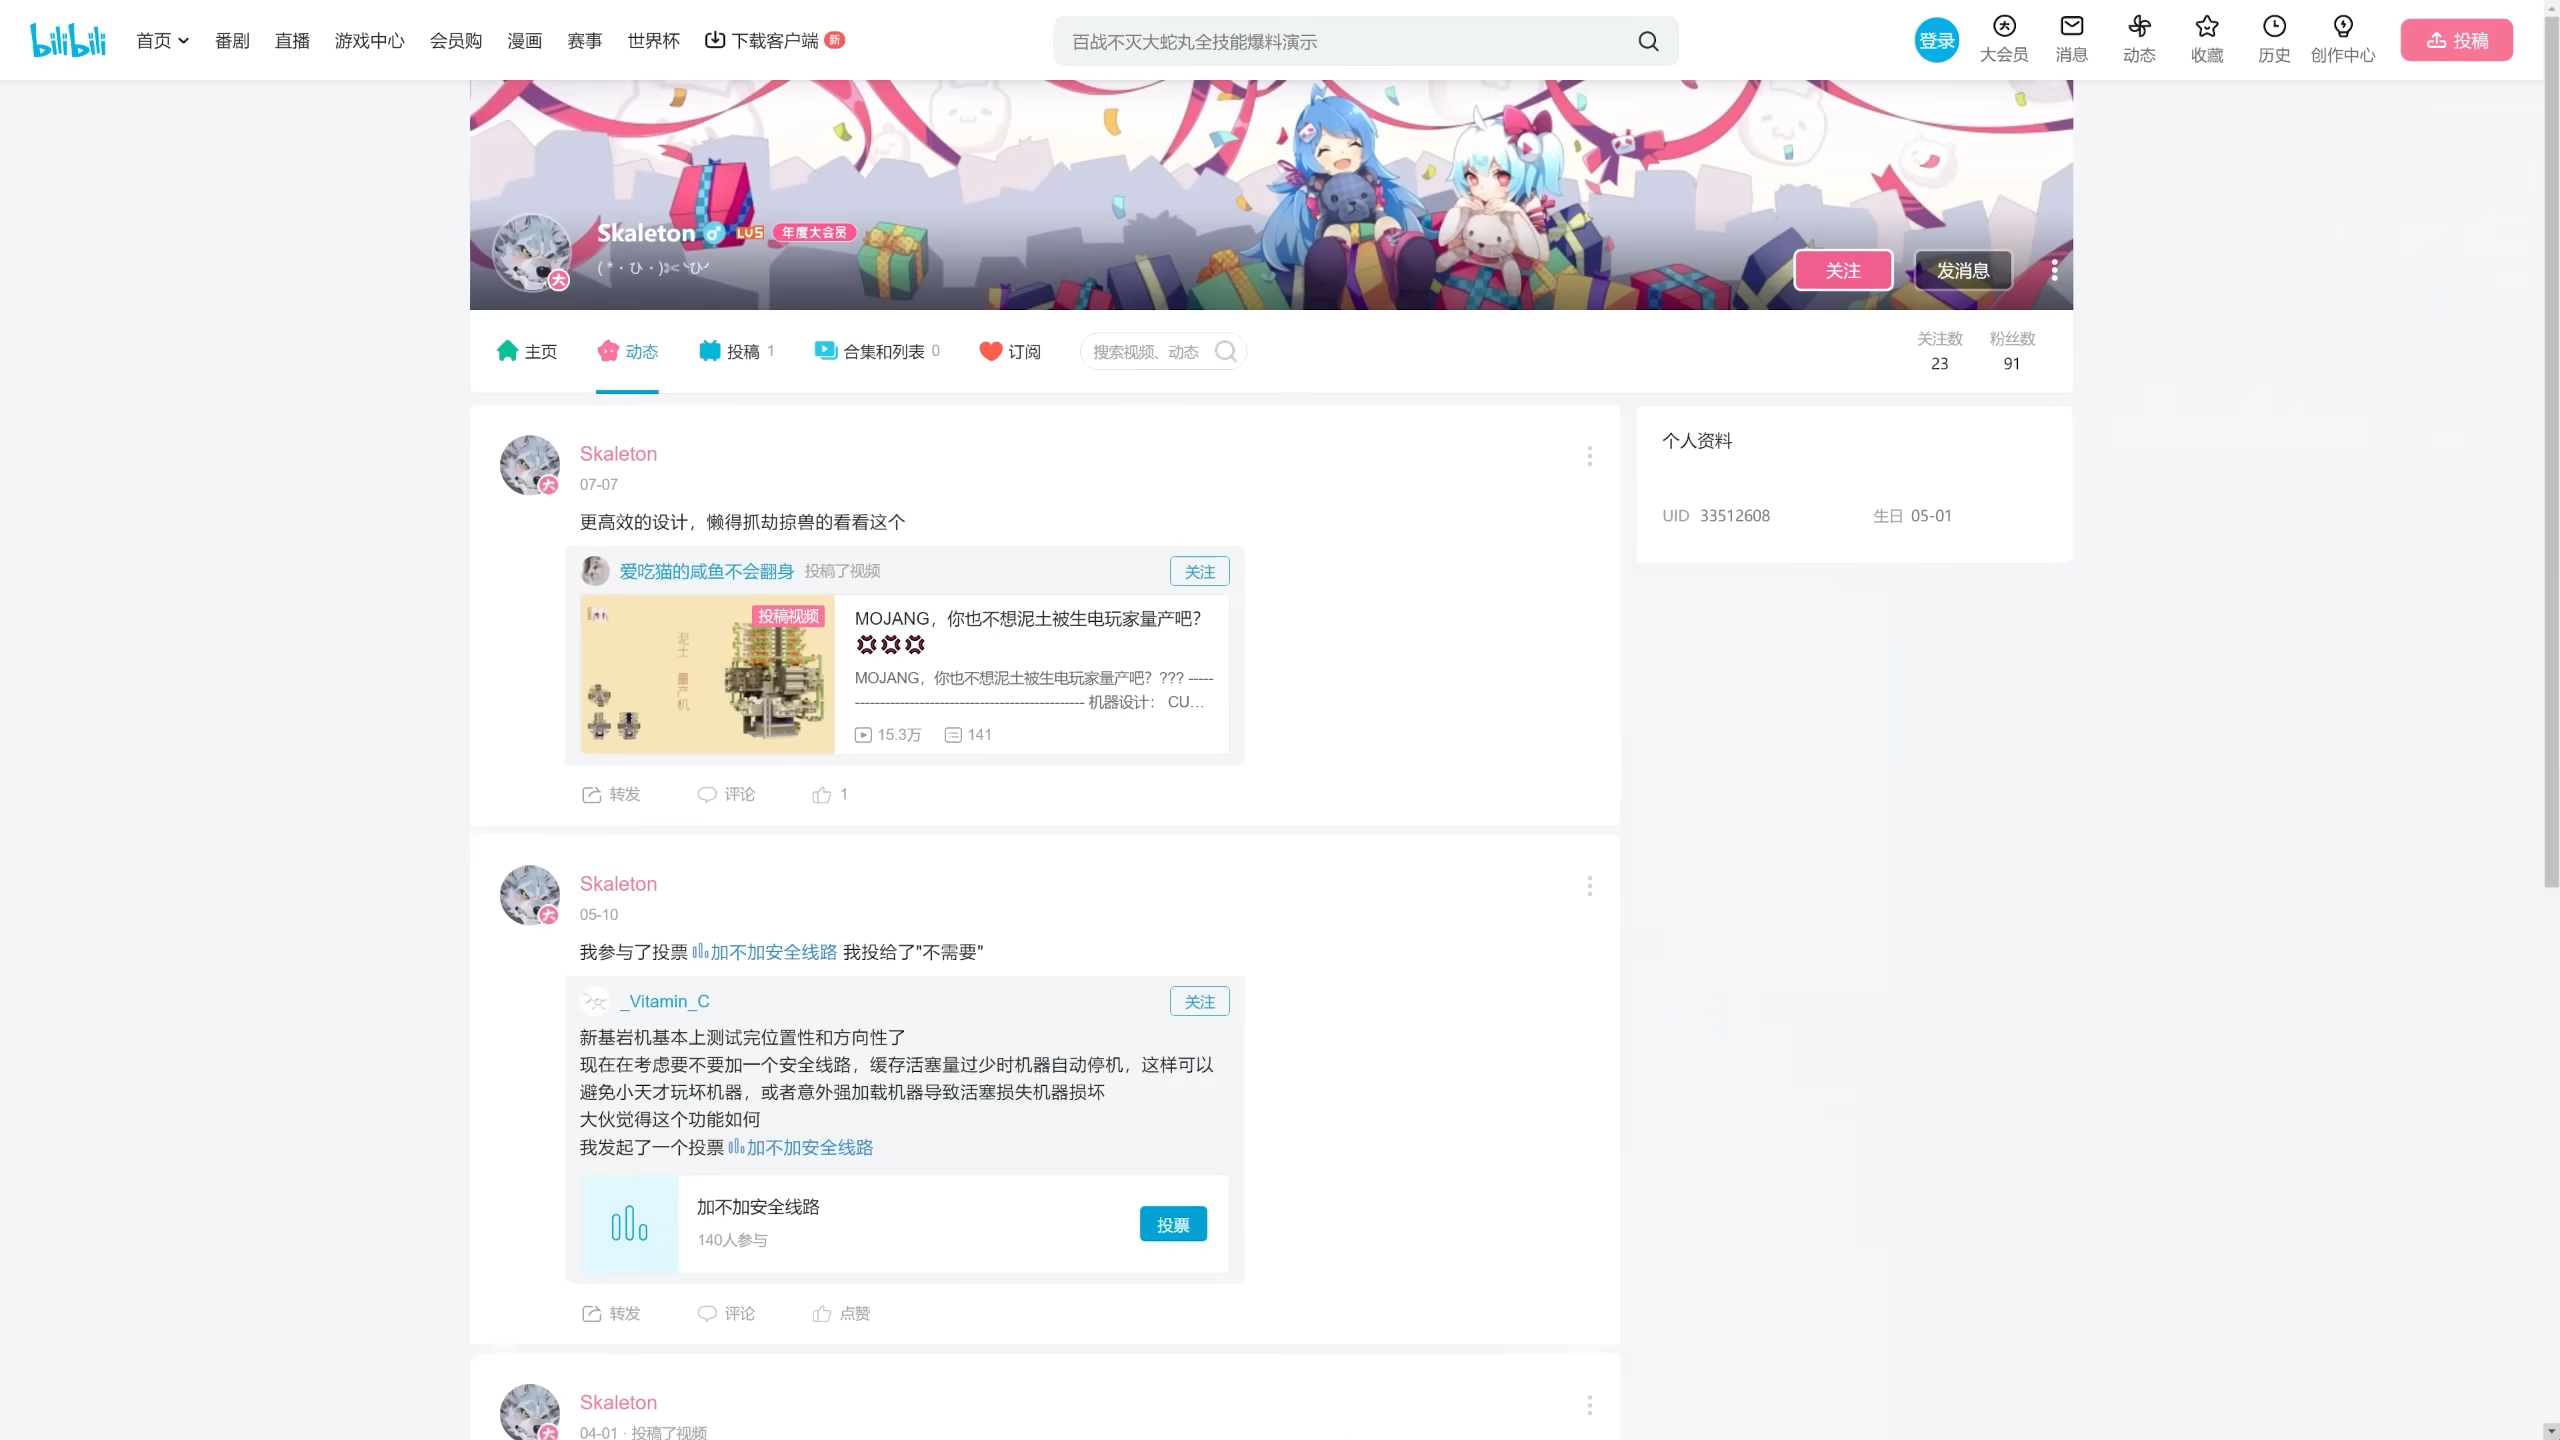 bilibili
首页 番剧 直播 游戏中心 会员购 漫画 赛事 世界杯 下载客户端 新
百战不灭大蛇丸全技能爆料演示
登录 大会员 消息 动态 收藏 历史 创作中心 投稿
Skaleton LV5 年度大会员
( *・ひ・)✄╰ひ╯
关注 发消息
主页 动态 投稿 1 合集和列表 0 订阅 搜索视频、动态
关注数 粉丝数
23 91
Skaleton
07-07
更高效的设计，懒得抓劫掠兽的看看这个
爱吃猫的咸鱼不会翻身 投稿了视频 关注
投稿视频
泥土 量产机
MOJANG，你也不想泥土被生电玩家量产吧？
💢💢💢
MOJANG，你也不想泥土被生电玩家量产吧？??? -----
---------------------------------------------- 机器设计： CU...
15.3万 141
转发 评论 1
个人资料
UID 33512608 生日 05-01
Skaleton
05-10
我参与了投票加不加安全线路 我投给了"不需要"
_Vitamin_C 关注
新基岩机基本上测试完位置性和方向性了
现在在考虑要不要加一个安全线路，缓存活塞量过少时机器自动停机，这样可以
避免小天才玩坏机器，或者意外强加载机器导致活塞损失机器损坏
大伙觉得这个功能如何
我发起了一个投票加不加安全线路
加不加安全线路
140人参与
投票
转发 评论 点赞
Skaleton
04-01 · 投稿了视频